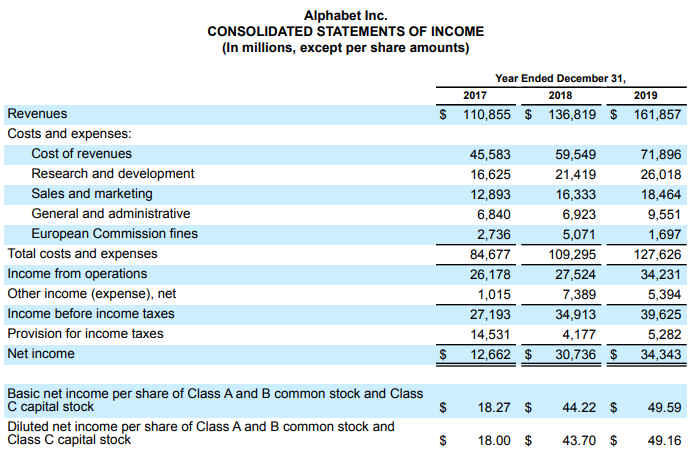 Alphabet Inc.
CONSOLIDATED STATEMENTS OF INCOME
(In millions, except per share amounts)
Year Ended December 31,
2017 2018 2019
Revenues $ 110,855 $ 136,819 $ 161,857
Costs and expenses:
Cost of revenues 45,583 59,549 71,896
Research and development 16,625 21,419 26,018
Sales and marketing 12,893 16,333 18,464
General and administrative 6,840 6,923 9,551
European Commission fines 2,736 5,071 1,697
Total costs and expenses 84,677 109,295 127,626
Income from operations 26,178 27,524 34,231
Other income (expense), net 1,015 7,389 5,394
Income before income taxes 27,193 34,913 39,625
Provision for income taxes 14,531 4,177 5,282
Net income $ 12,662 $ 30,736 $ 34,343
Basic net income per share of Class A and B common stock and Class
C capital stock $ 18.27 $ 44.22 $ 49.59
Diluted net income per share of Class A and B common stock and
Class C capital stock $ 18.00 $ 43.70 $ 49.16